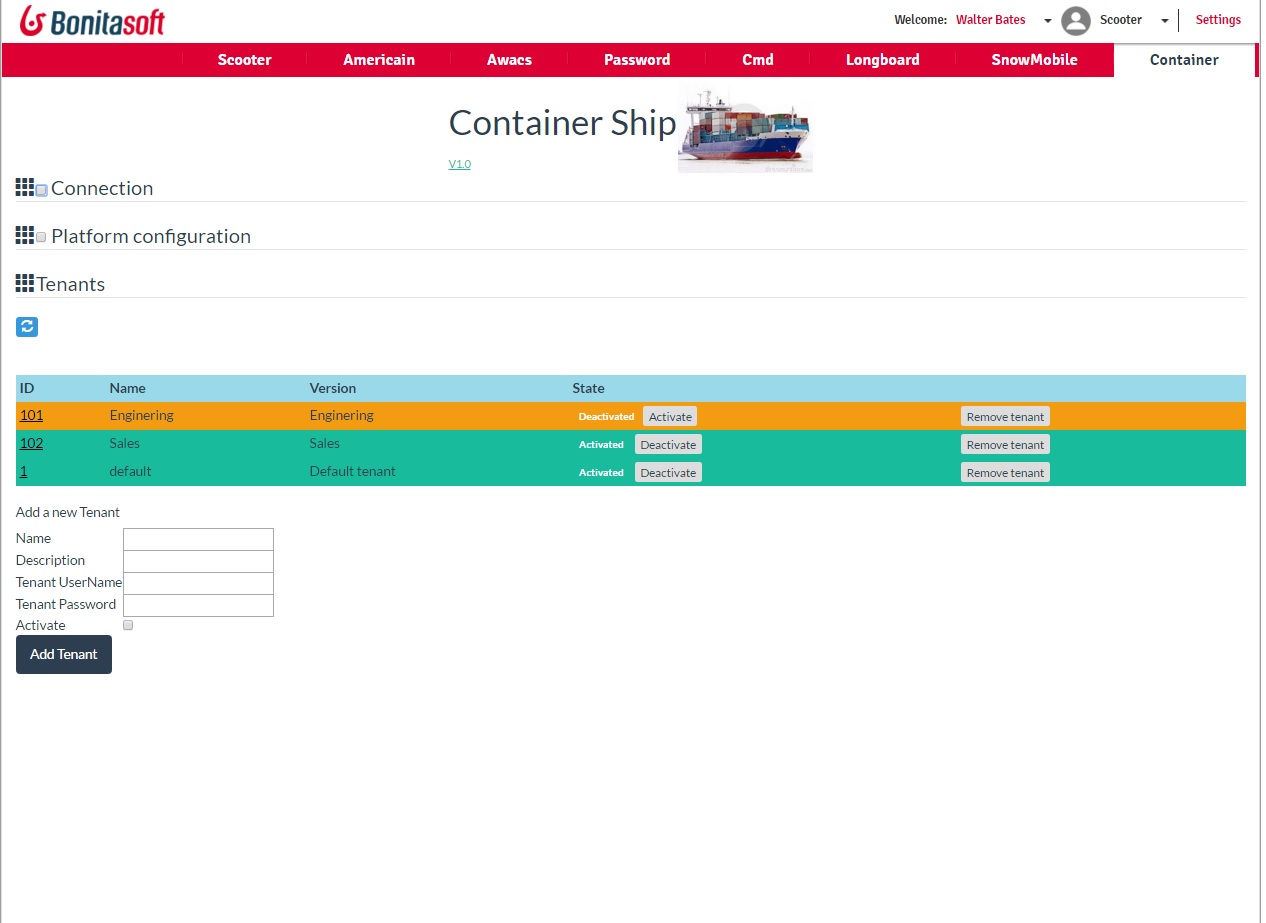 Bonitasoft
Welcome: Walter Bates Scooter Settings
Scooter Americain Awacs Password Cmd Longboard SnowMobile Container
Container Ship
V1.0
Connection
Platform configuration
Tenants
ID Name Version State
101 Enginering Enginering Deactivated Activate Remove tenant
102 Sales Sales Activated Deactivate Remove tenant
1 default Default tenant Activated Deactivate Remove tenant
Add a new Tenant
Name
Description
Tenant UserName
Tenant Password
Activate
Add Tenant